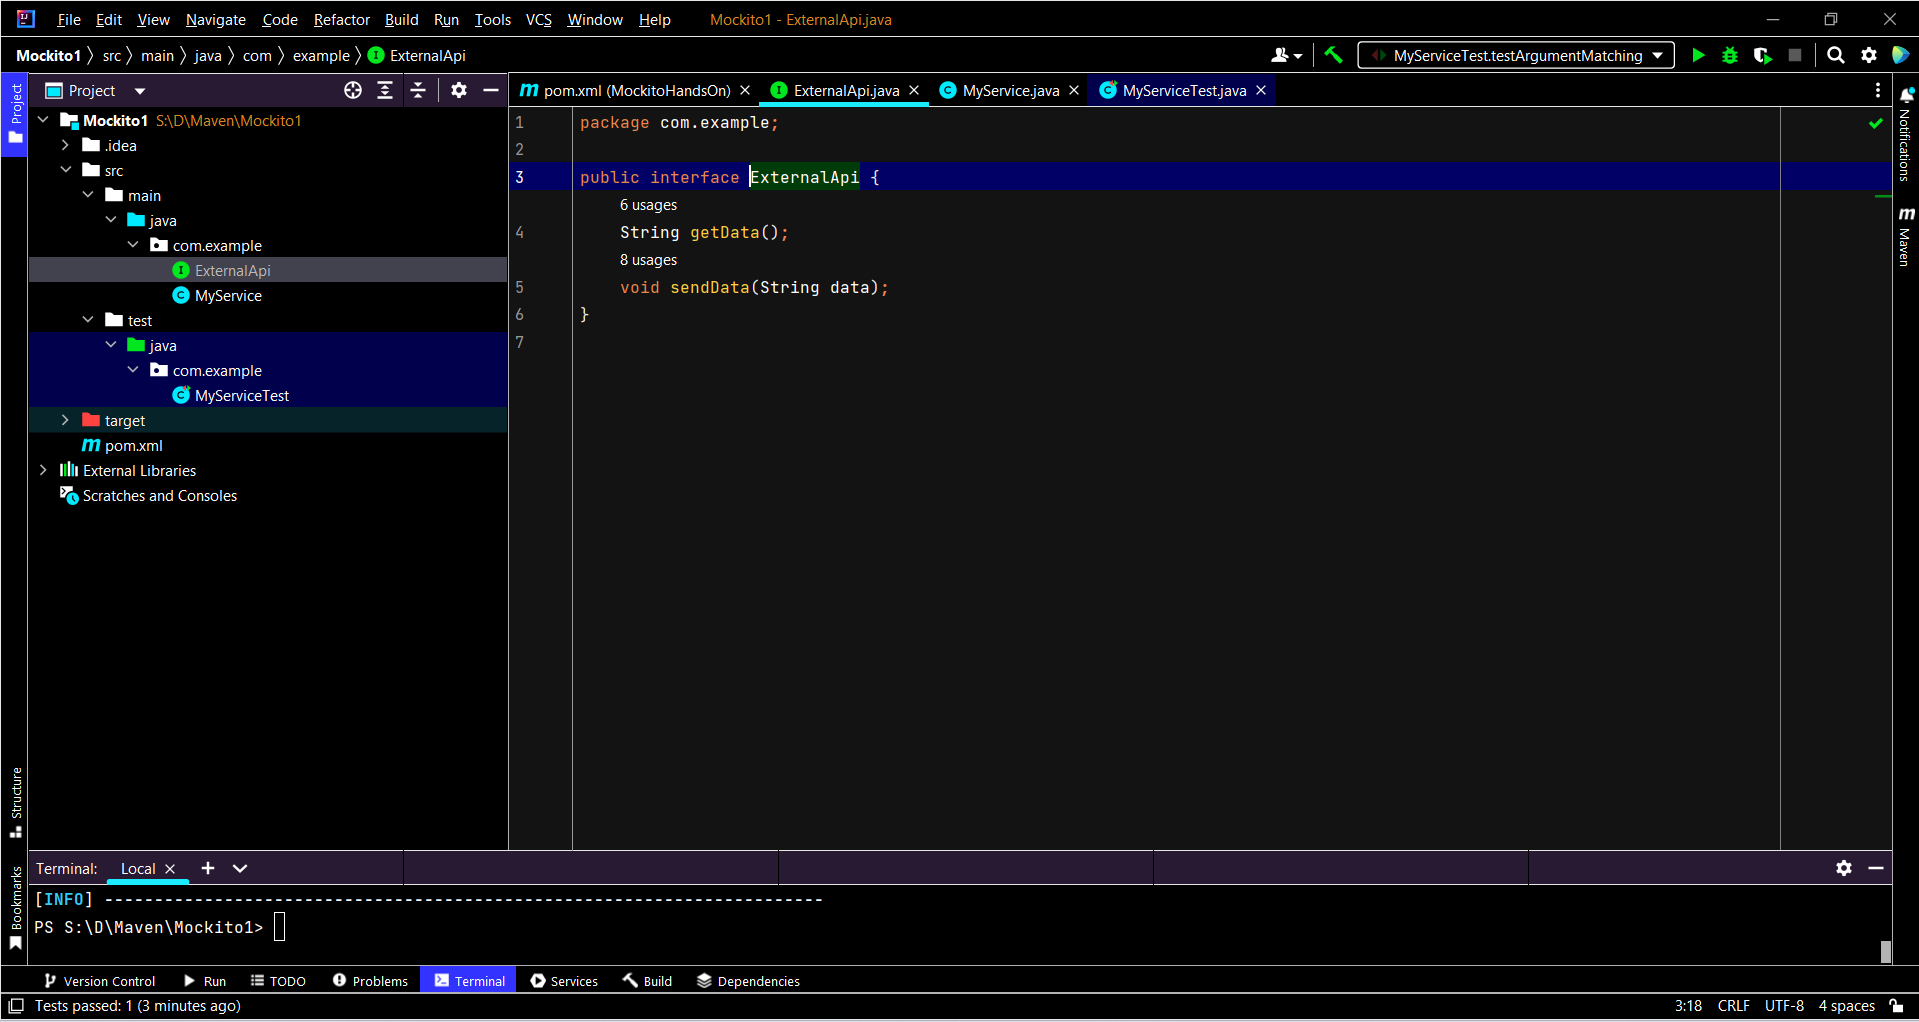 File Edit View Navigate Code Refactor Build Run Tools VCS Window Help Mockito1 - ExternalApi.java
Mockito1 src main java com example ExternalApi MyServiceTest.testArgumentMatching
Project
Project
pom.xml (MockitoHandsOn) ExternalApi.java MyService.java MyServiceTest.java
Notifications
Maven
Mockito1 S:\D\Maven\Mockito1
.idea
src
main
java
com.example
ExternalApi
MyService
test
java
com.example
MyServiceTest
target
pom.xml
External Libraries
Scratches and Consoles
1 package com.example;
2
3 public interface ExternalApi {
6 usages
4 String getData();
8 usages
5 void sendData(String data);
6 }
7
Structure
Bookmarks
Terminal: Local
[INFO] ------------------------------------------------------------------------
PS S:\D\Maven\Mockito1>
Version Control Run TODO Problems Terminal Services Build Dependencies
Tests passed: 1 (3 minutes ago) 3:18 CRLF UTF-8 4 spaces